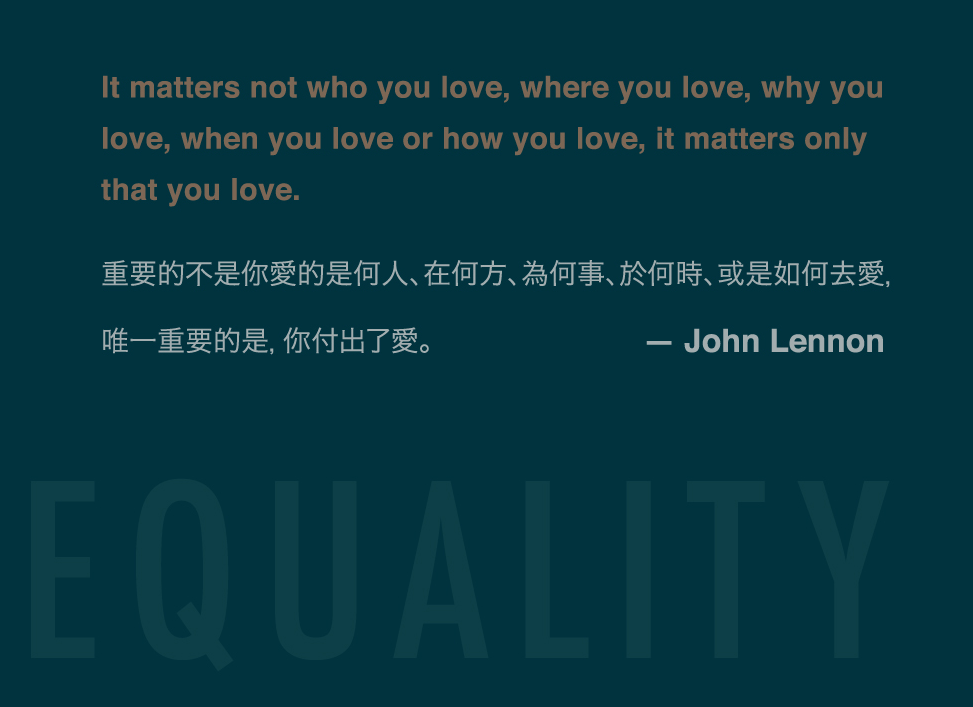 It matters not who you love, where you love, why you
love, when you love or how you love, it matters only
that you love.
重要的不是你愛的是何人、在何方、為何事、於何時、或是如何去愛,
唯一重要的是, 你付出了愛。
— John Lennon
EQUALITY